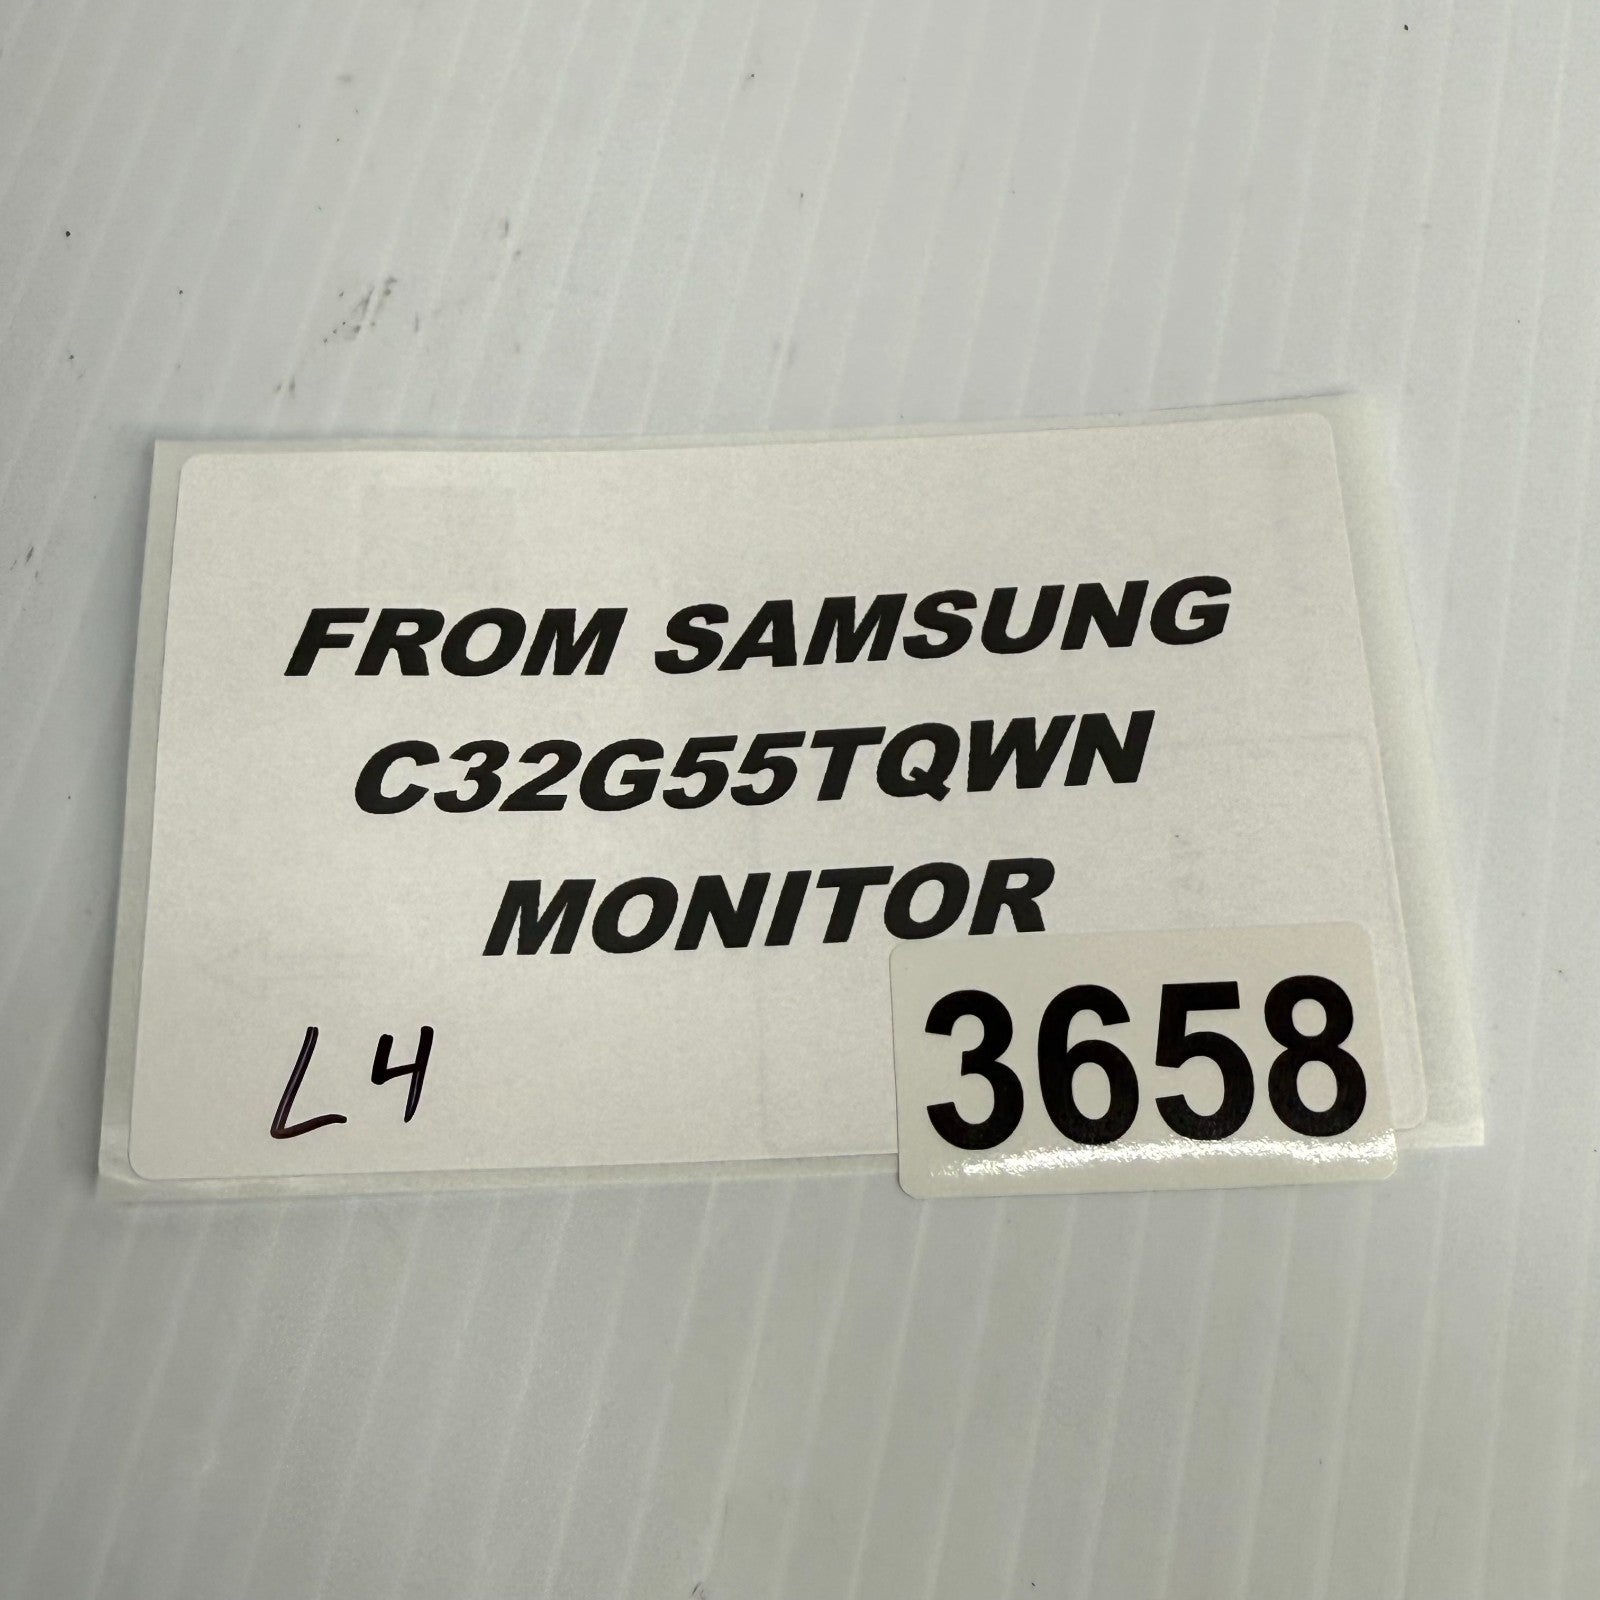 FROM SAMSUNG
C32G55TQWN
MONITOR
L4
3658